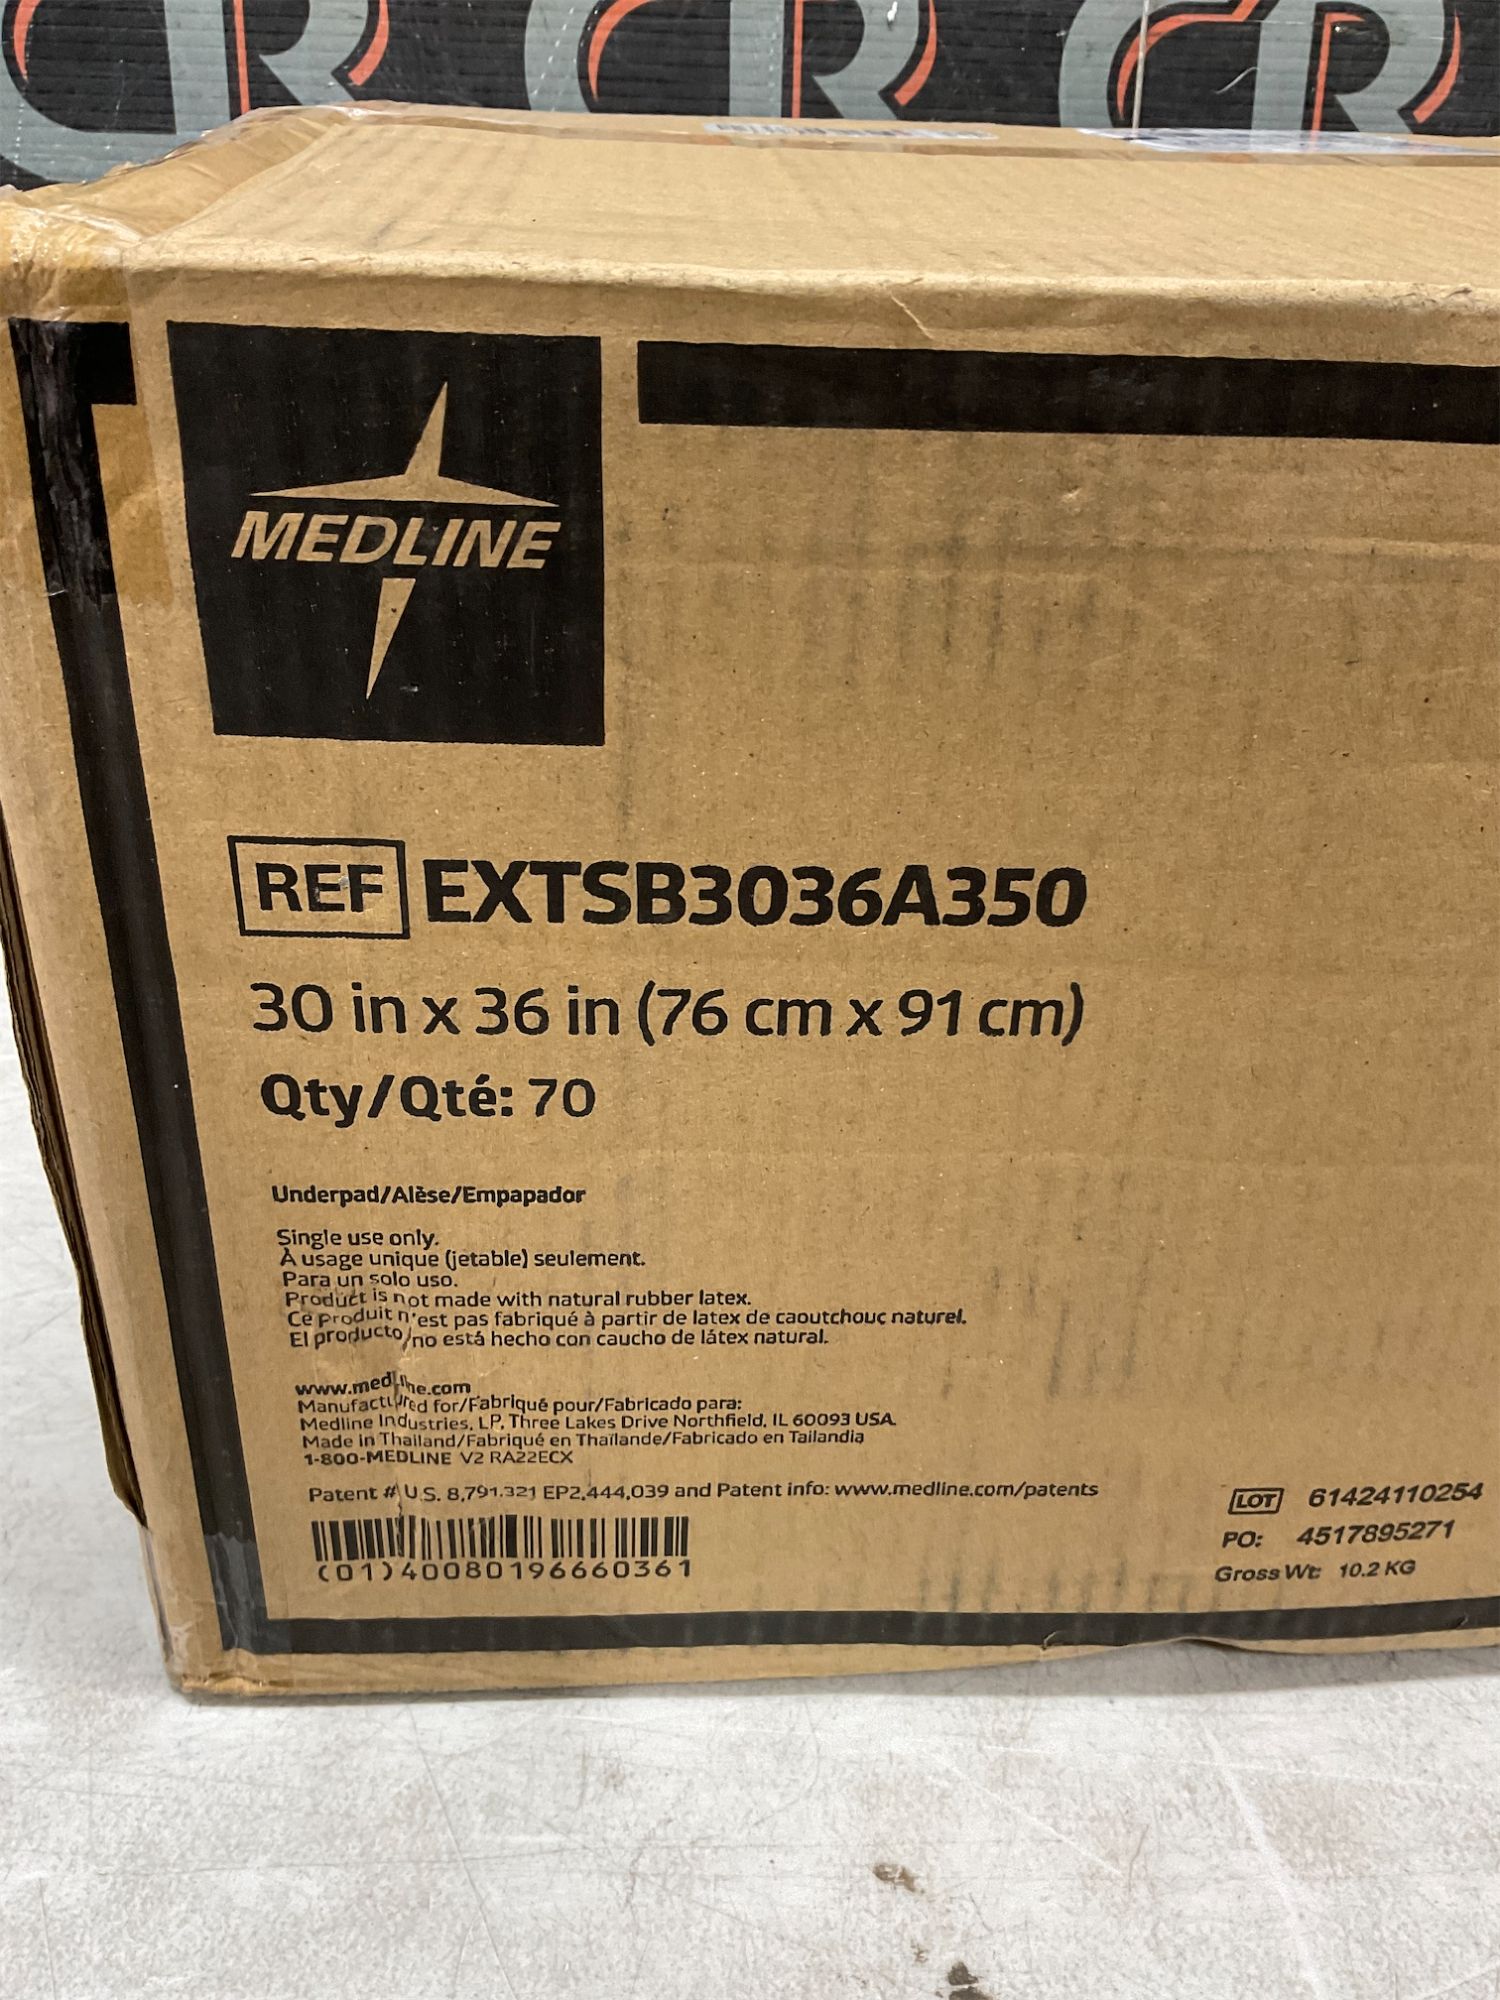 CR CR CR
MEDLINE
REF EXTSB3036A350
30 in x 36 in (76 cm x 91 cm)
Qty/Qté: 70
Underpad/Alèse/Empapador
Single use only.
À usage unique (jetable) seulement.
Para un solo uso.
Product is not made with natural rubber latex.
Ce produit n'est pas fabriqué à partir de latex de caoutchouc naturel.
El producto no está hecho con caucho de látex natural.
www.medline.com
Manufactured for/Fabriqué pour/Fabricado para:
Medline Industries, LP, Three Lakes Drive Northfield, IL 60093 USA
Made in Thailand/Fabriqué en Thaïlande/Fabricado en Tailandia
1-800-MEDLINE V2 RA22ECX
Patent # U.S. 8,791,321 EP2,444,039 and Patent info: www.medline.com/patents
(01)40080196660361
LOT 61424110254
PO: 4517895271
Gross Wt: 10.2 KG